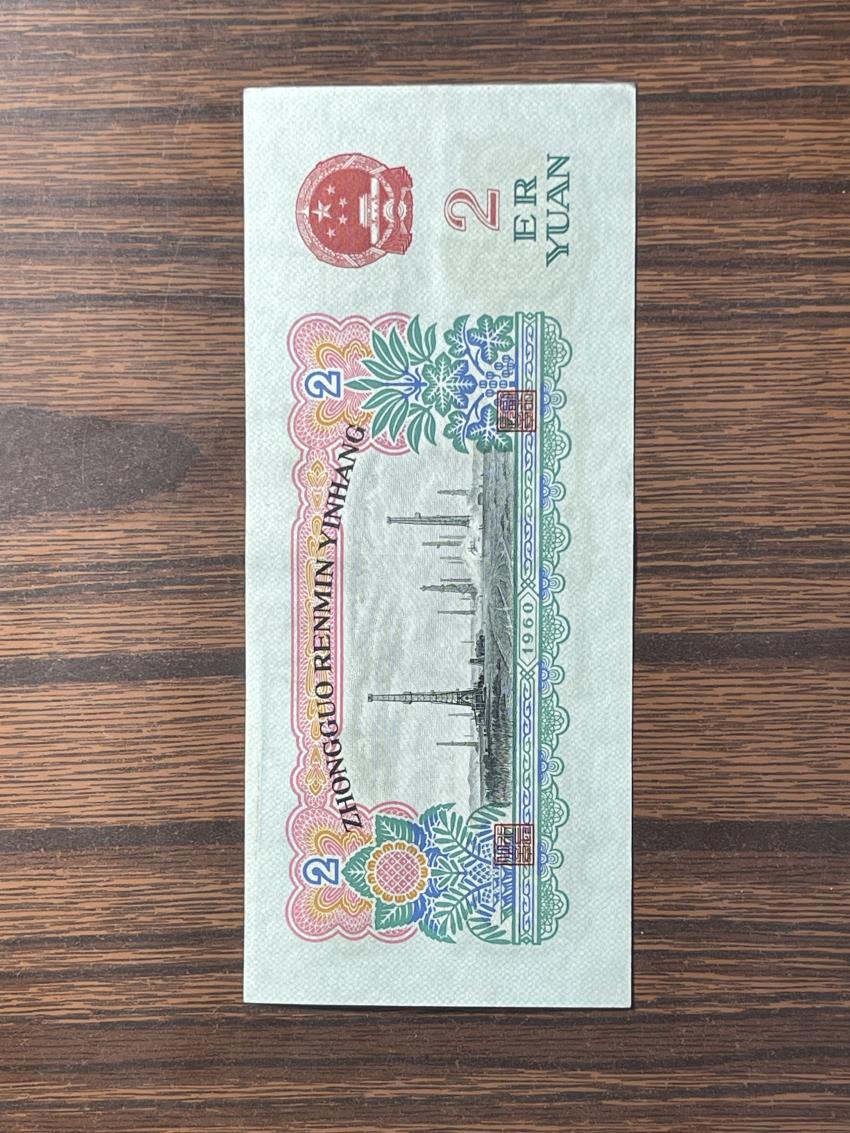 ZHONGGUO RENMIN YINHANG
2
2
2
ER
YUAN
1960